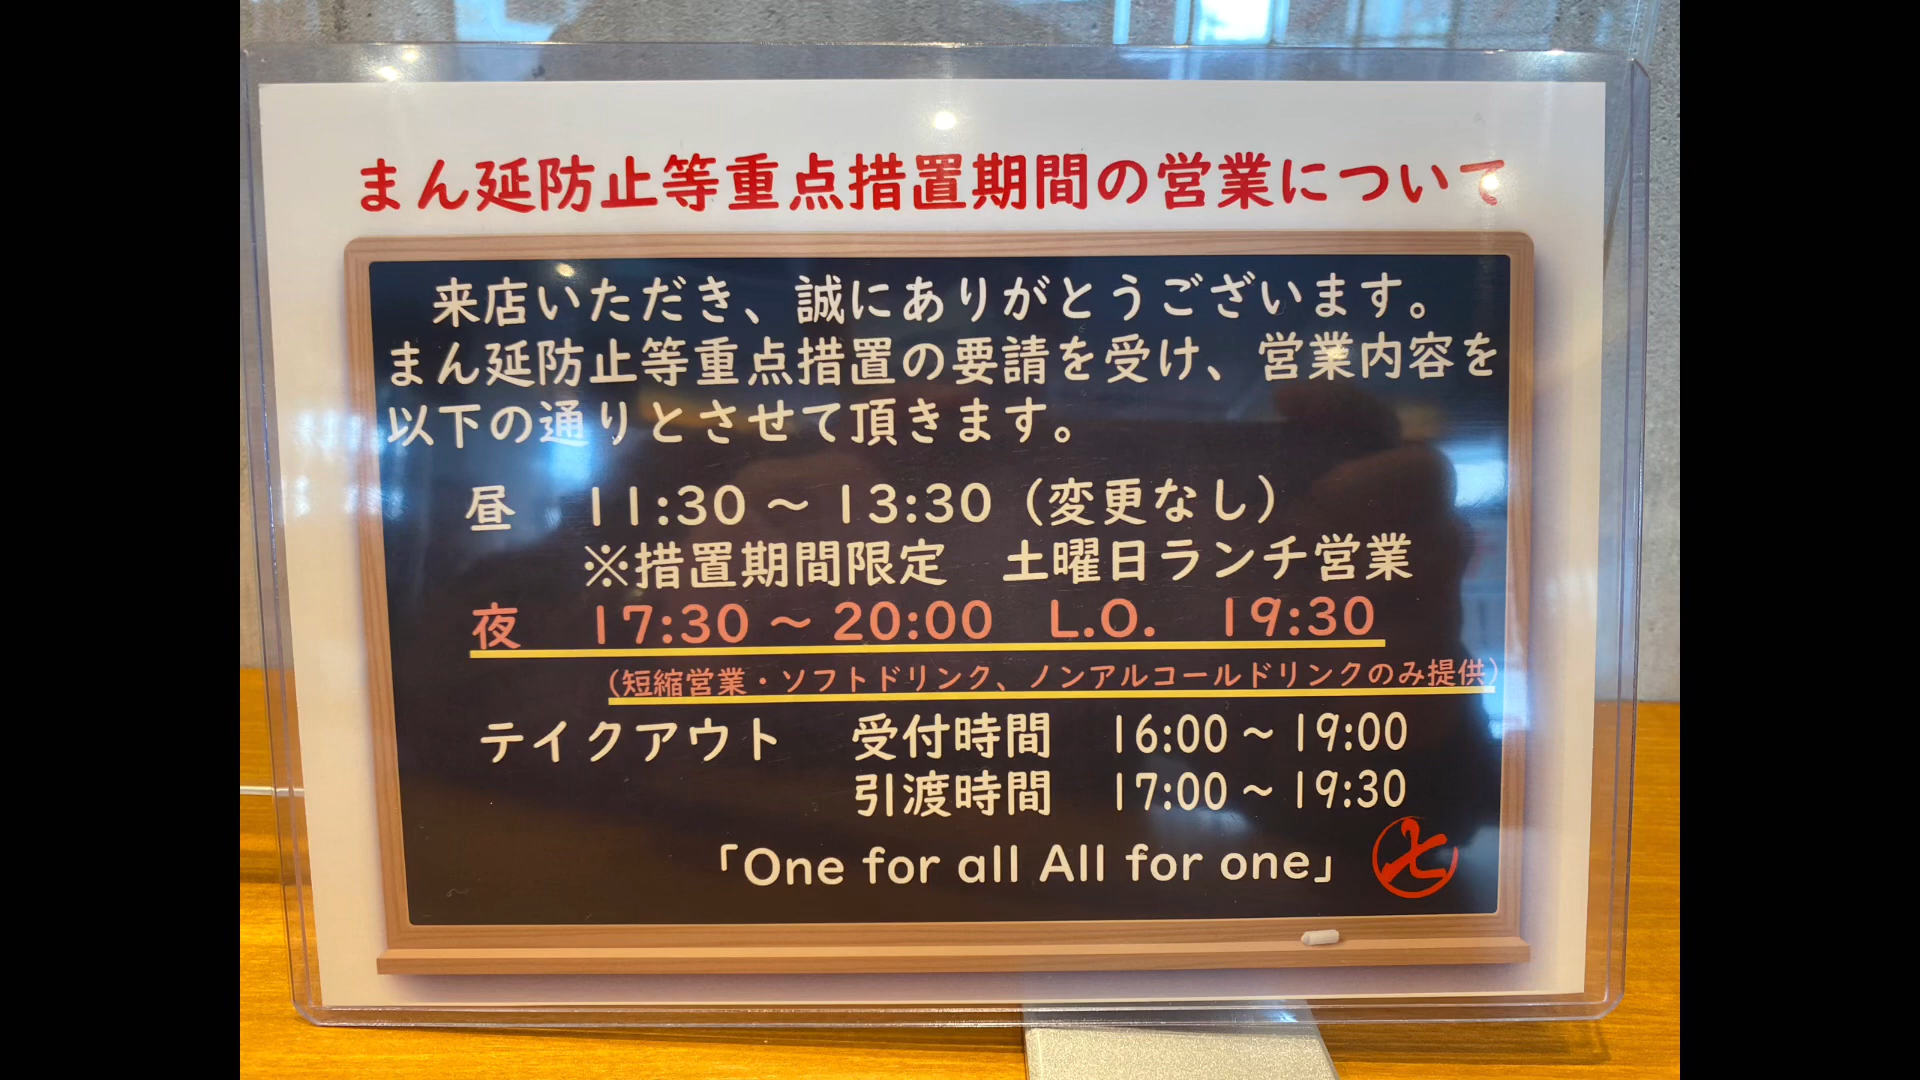 まん延防止等重点措置期間の営業について
来店いただき、誠にありがとうございます。
まん延防止等重点措置の要請を受け、営業内容を
以下の通りとさせて頂きます。
昼　11:30～13:30（変更なし）
※措置期間限定　土曜日ランチ営業
夜　17:30～20:00　L.O.　19:30
（短縮営業・ソフトドリンク、ノンアルコールドリンクのみ提供）
テイクアウト　受付時間　16:00～19:00
引渡時間　17:00～19:30
「One for all All for one」 七